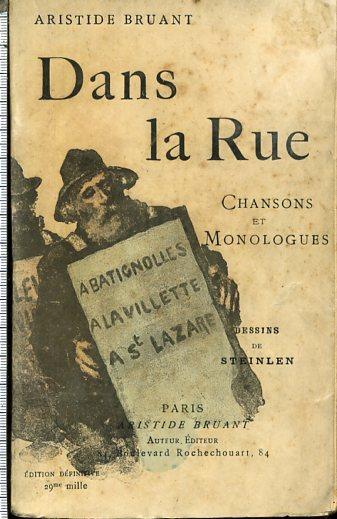 ARISTIDE BRUANT
Dans
la Rue
CHANSONS
ET
MONOLOGUES
A BATIGNOLLES
A LA VILLETTE
A St LAZARE
DESSINS
DE
STEINLEN
PARIS
ARISTIDE BRUANT
AUTEUR, ÉDITEUR
84, Boulevard Rochechouart, 84
ÉDITION DÉFINITIVE
29me mille